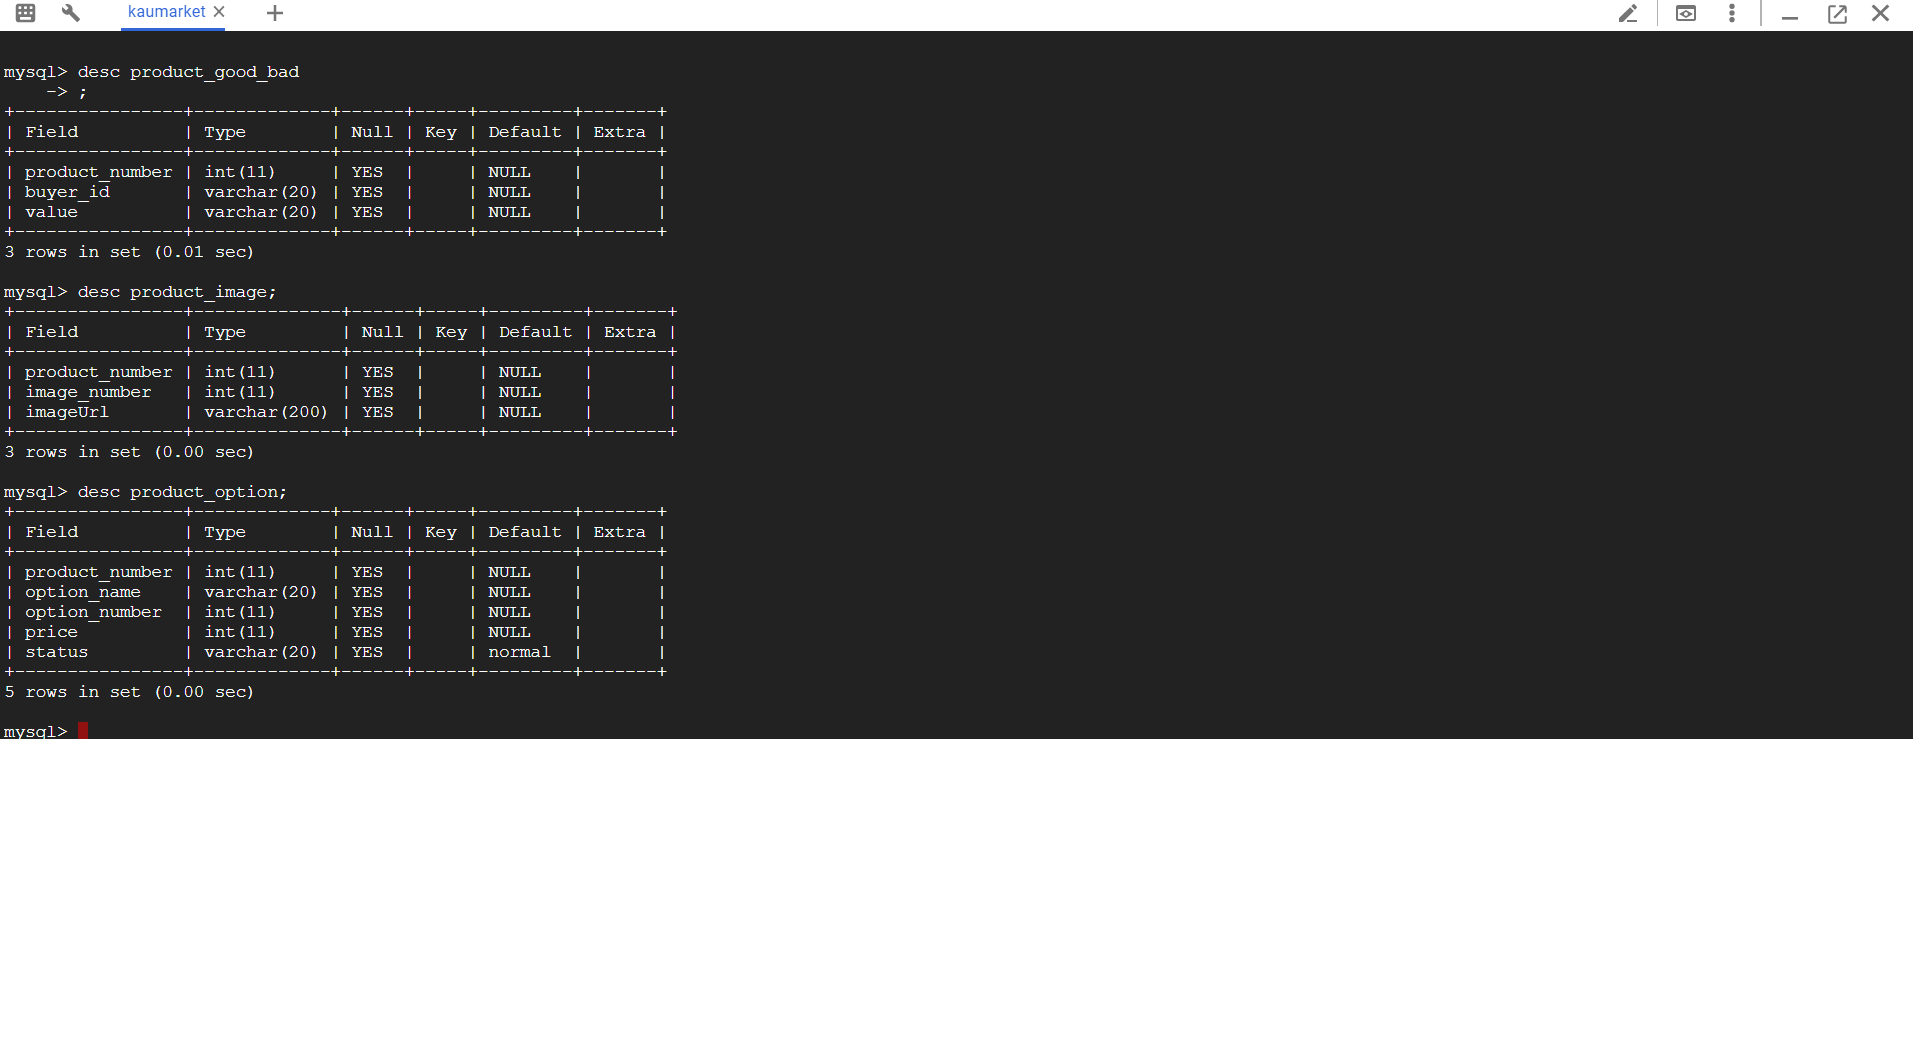 kaumarket
mysql> desc product_good_bad
    -> ;
+----------------+-------------+------+-----+---------+-------+
| Field          | Type        | Null | Key | Default | Extra |
+----------------+-------------+------+-----+---------+-------+
| product_number | int(11)     | YES  |     | NULL    |       |
| buyer_id       | varchar(20) | YES  |     | NULL    |       |
| value          | varchar(20) | YES  |     | NULL    |       |
+----------------+-------------+------+-----+---------+-------+
3 rows in set (0.01 sec)
mysql> desc product_image;
+----------------+--------------+------+-----+---------+-------+
| Field          | Type         | Null | Key | Default | Extra |
+----------------+--------------+------+-----+---------+-------+
| product_number | int(11)      | YES  |     | NULL    |       |
| image_number   | int(11)      | YES  |     | NULL    |       |
| imageUrl       | varchar(200) | YES  |     | NULL    |       |
+----------------+--------------+------+-----+---------+-------+
3 rows in set (0.00 sec)
mysql> desc product_option;
+----------------+-------------+------+-----+---------+-------+
| Field          | Type        | Null | Key | Default | Extra |
+----------------+-------------+------+-----+---------+-------+
| product_number | int(11)     | YES  |     | NULL    |       |
| option_name    | varchar(20) | YES  |     | NULL    |       |
| option_number  | int(11)     | YES  |     | NULL    |       |
| price          | int(11)     | YES  |     | NULL    |       |
| status         | varchar(20) | YES  |     | normal  |       |
+----------------+-------------+------+-----+---------+-------+
5 rows in set (0.00 sec)
mysql>